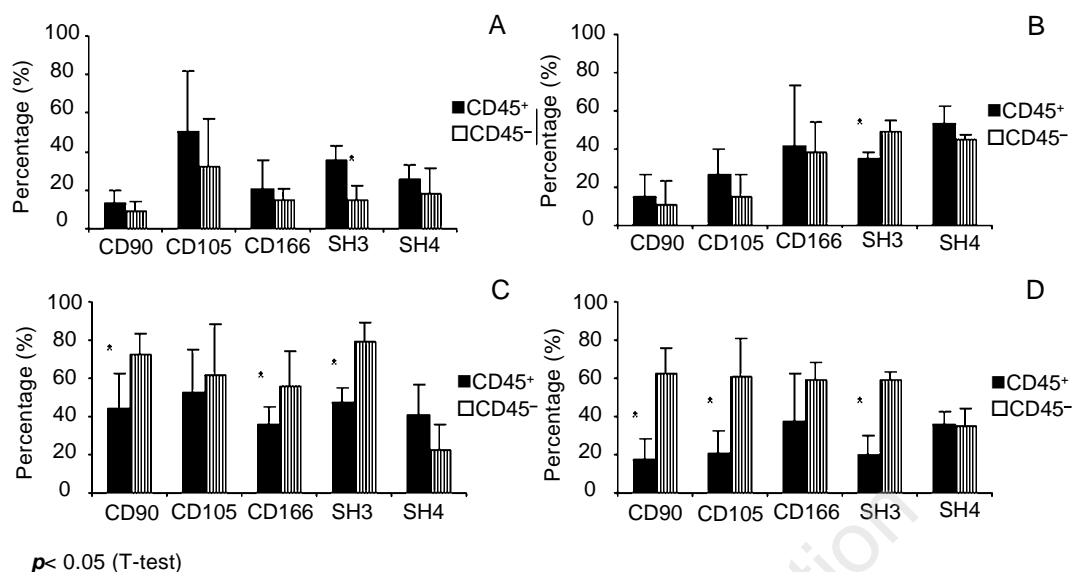 A
Percentage (%)
100
80
60
40
20
0
CD90 CD105 CD166 SH3 SH4
*
CD45+
CD45–
B
Percentage (%)
100
80
60
40
20
0
CD90 CD105 CD166 SH3 SH4
*
CD45+
CD45–
C
Percentage (%)
100
80
60
40
20
0
CD90 CD105 CD166 SH3 SH4
* * *
CD45+
CD45–
D
Percentage (%)
100
80
60
40
20
0
CD90 CD105 CD166 SH3 SH4
* * *
CD45+
CD45–
p< 0.05 (T-test)